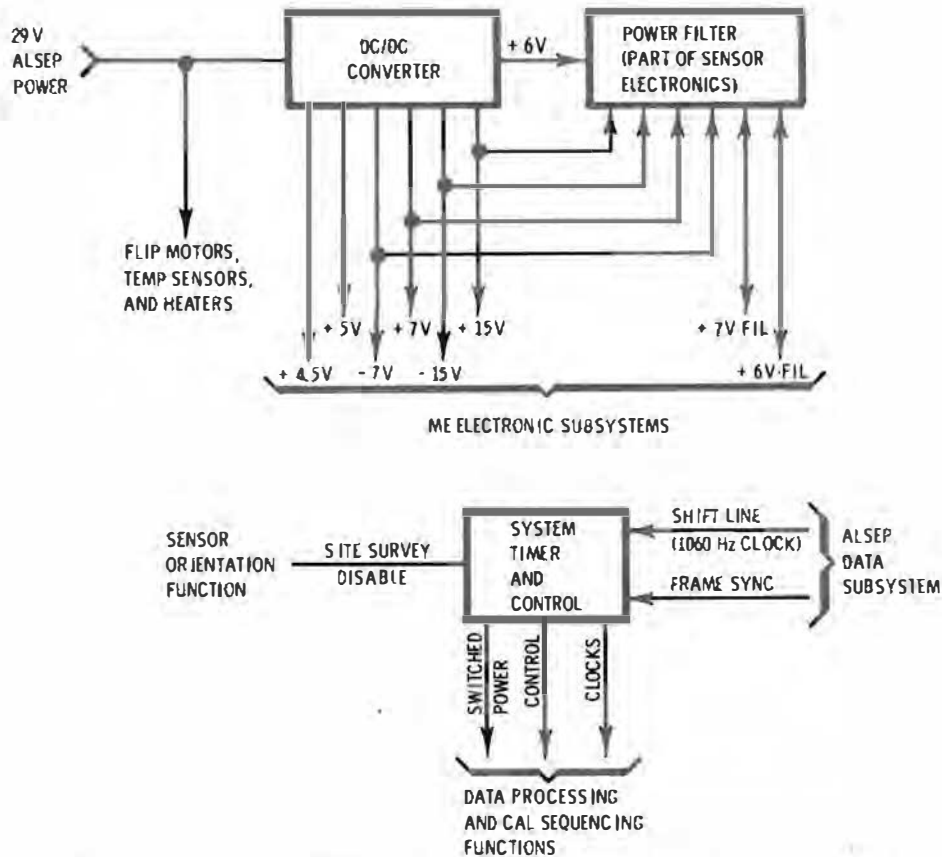 29 V
ALSEP
POWER
DC/DC
CONVERTER
+ 6V
POWER FILTER
(PART OF SENSOR
ELECTRONICS)
FLIP MOTORS,
TEMP SENSORS,
AND HEATERS
+ 5V
+ 7V
+ 15V
+ 7V FIL
+ 4.5V
- 7V
- 15V
+ 6V FIL
ME ELECTRONIC SUBSYSTEMS
SENSOR
ORIENTATION
FUNCTION
SITE SURVEY
DISABLE
SYSTEM
TIMER
AND
CONTROL
SHIFT LINE
(1060 Hz CLOCK)
FRAME SYNC
ALSEP
DATA
SUBSYSTEM
SWITCHED
POWER
CONTROL
CLOCKS
DATA PROCESSING
AND CAL SEQUENCING
FUNCTIONS